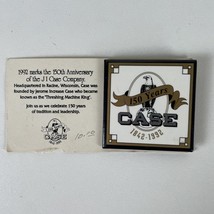 1992 marks the 150th Anniversary
of the J I Case Company.
Headquartered in Racine, Wisconsin, Case was
founded by Jerome Increase Case who became
known as the "Threshing Machine King".
Join us as we celebrate 150 years
of tradition and leadership.
150 Years
CASE
1842-1992